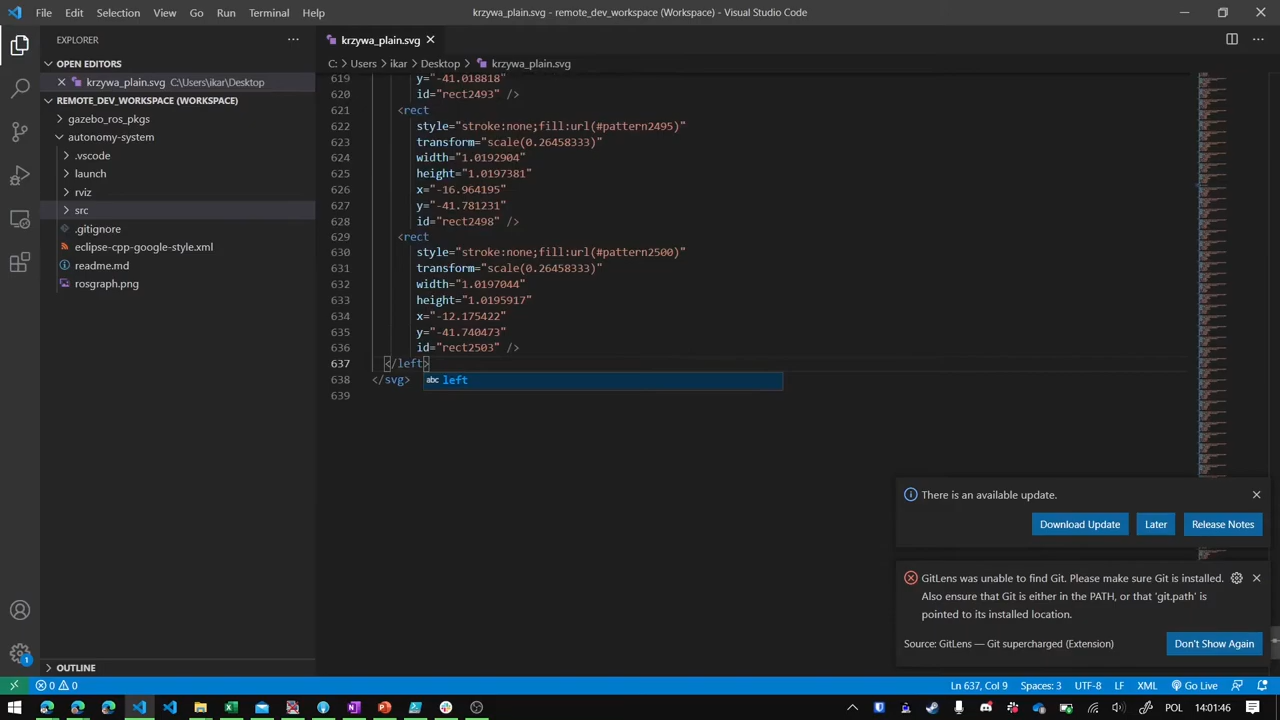 File Edit Selection View Go Run Terminal Help
krzywa_plain.svg - remote_dev_workspace (Workspace) - Visual Studio Code
EXPLORER
OPEN EDITORS
krzywa_plain.svg C:\Users\ikar\Desktop
REMOTE_DEV_WORKSPACE (WORKSPACE)
gazebo_ros_pkgs
autonomy-system
.vscode
launch
rviz
src
.gitignore
eclipse-cpp-google-style.xml
readme.md
rosgraph.png
OUTLINE
krzywa_plain.svg
C: > Users > ikar > Desktop > krzywa_plain.svg
619 y="-41.018818"
620 id="rect2493" />
621 <rect
622 style="stroke:none;fill:url(#pattern2495)"
623 transform="scale(0.26458333)"
624 width="1.0192904"
625 height="1.0197281"
626 x="-16.964195"
627 y="-41.781231"
628 id="rect2498" />
629 <rect
630 style="stroke:none;fill:url(#pattern2500)"
631 transform="scale(0.26458333)"
632 width="1.0197044"
633 height="1.0195917"
634 x="-12.175422"
635 y="-41.740473"
636 id="rect2503" />
637 </left>
638 </svg>
abc left
639
There is an available update.
Download Update Later Release Notes
GitLens was unable to find Git. Please make sure Git is installed.
Also ensure that Git is either in the PATH, or that 'git.path' is
pointed to its installed location.
Source: GitLens — Git supercharged (Extension) Don't Show Again
1
0 0 Ln 637, Col 9 Spaces: 3 UTF-8 LF XML Go Live
POL 14:01:46